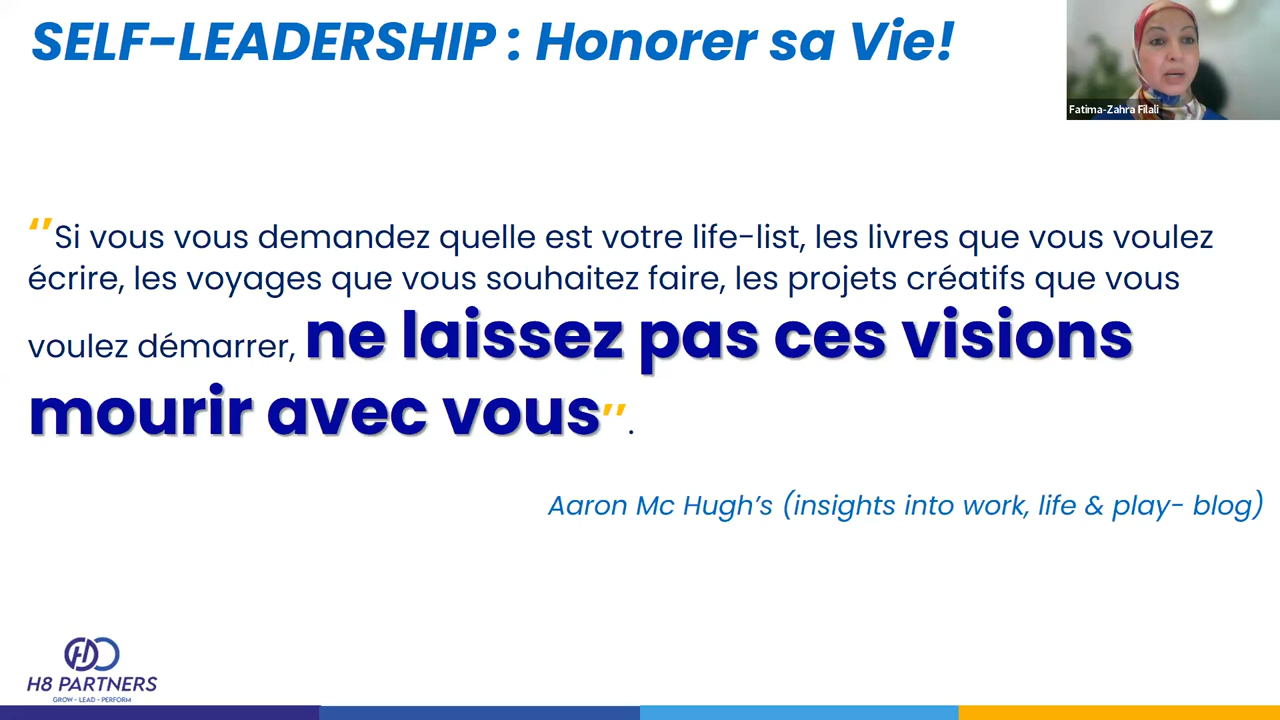 SELF-LEADERSHIP : Honorer sa Vie!
Fatima-Zahra Filali
‘‘Si vous vous demandez quelle est votre life-list, les livres que vous voulez
écrire, les voyages que vous souhaitez faire, les projets créatifs que vous
voulez démarrer, ne laissez pas ces visions
mourir avec vous’’.
Aaron Mc Hugh’s (insights into work, life & play- blog)
H8 PARTNERS
GROW - LEAD - PERFORM